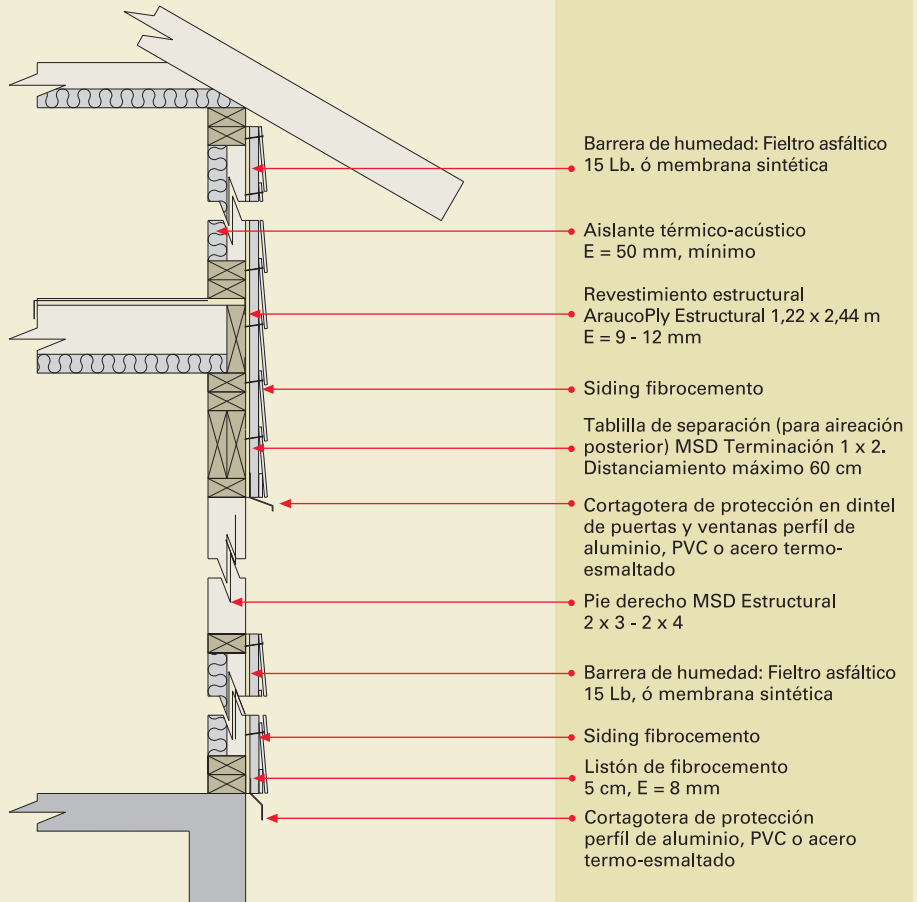 Barrera de humedad: Fieltro asfáltico
15 Lb. ó membrana sintética
Aislante térmico-acústico
E = 50 mm, mínimo
Revestimiento estructural
AraucoPly Estructural 1,22 x 2,44 m
E = 9 - 12 mm
Siding fibrocemento
Tablilla de separación (para aireación
posterior) MSD Terminación 1 x 2.
Distanciamiento máximo 60 cm
Cortagotera de protección en dintel
de puertas y ventanas perfíl de
aluminio, PVC o acero termo-
esmaltado
Pie derecho MSD Estructural
2 x 3 - 2 x 4
Barrera de humedad: Fieltro asfáltico
15 Lb, ó membrana sintética
Siding fibrocemento
Listón de fibrocemento
5 cm, E = 8 mm
Cortagotera de protección
perfíl de aluminio, PVC o acero
termo-esmaltado